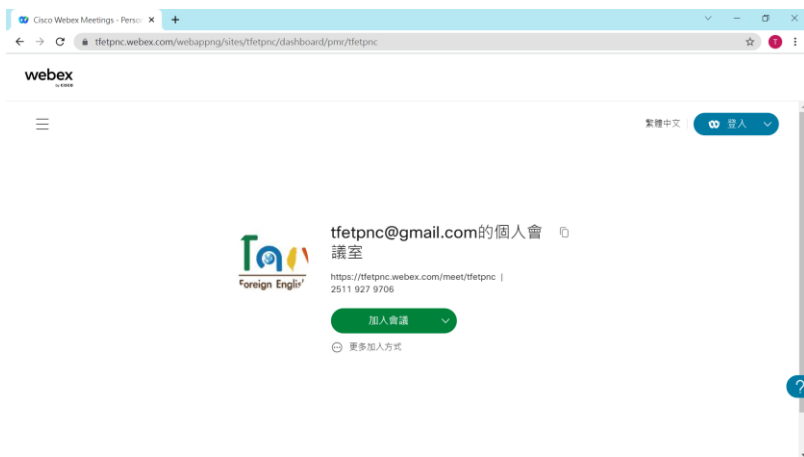 Cisco Webex Meetings - Perso
tfetpnc.webex.com/webappng/sites/tfetpnc/dashboard/pmr/tfetpnc
T
webex
by CISCO
繁體中文 | 登入
tfetpnc@gmail.com的個人會
議室
Foreign Englis
https://tfetpnc.webex.com/meet/tfetpnc |
2511 927 9706
加入會議
更多加入方式
?